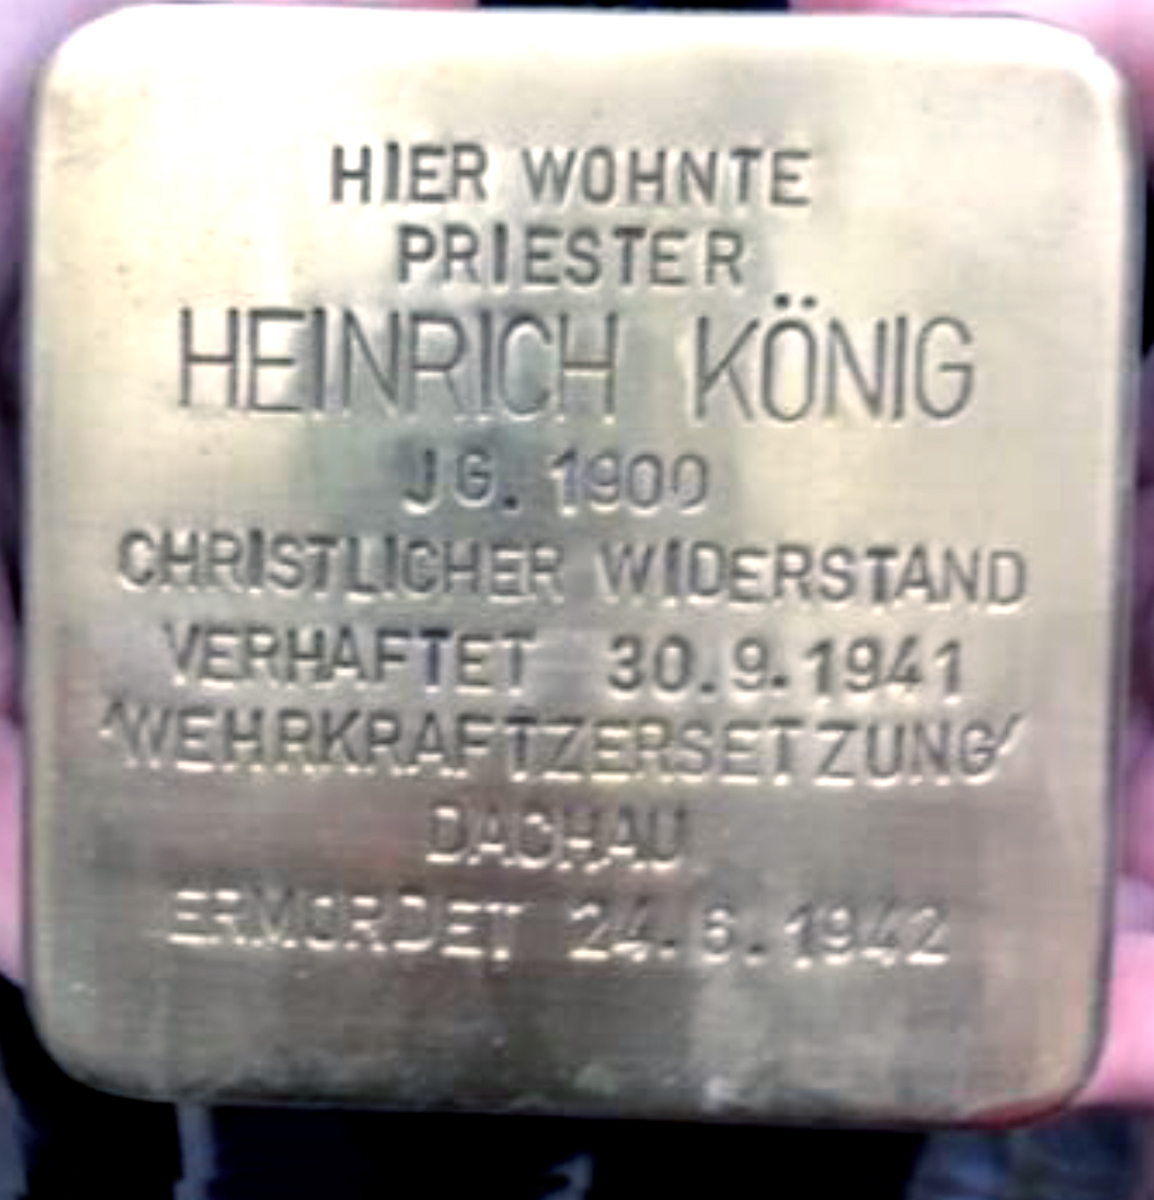 HIER WOHNTE
PRIESTER
HEINRICH KÖNIG
JG. 1900
CHRISTLICHER WIDERSTAND
VERHAFTET 30.9.1941
'WEHRKRAFTZERSETZUNG'
DACHAU
ERMORDET 24.6.1942